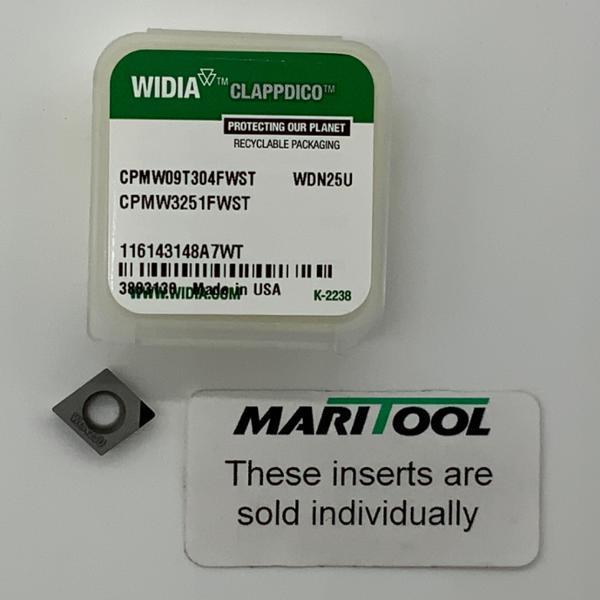 WIDIA™ CLAPPDICO™
PROTECTING OUR PLANET
RECYCLABLE PACKAGING
CPMW09T304FWST WDN25U
CPMW3251FWST
116143148A7WT
3893130 Made in USA
WWW.WIDIA.COM K-2238
MARITOOL
These inserts are
sold individually